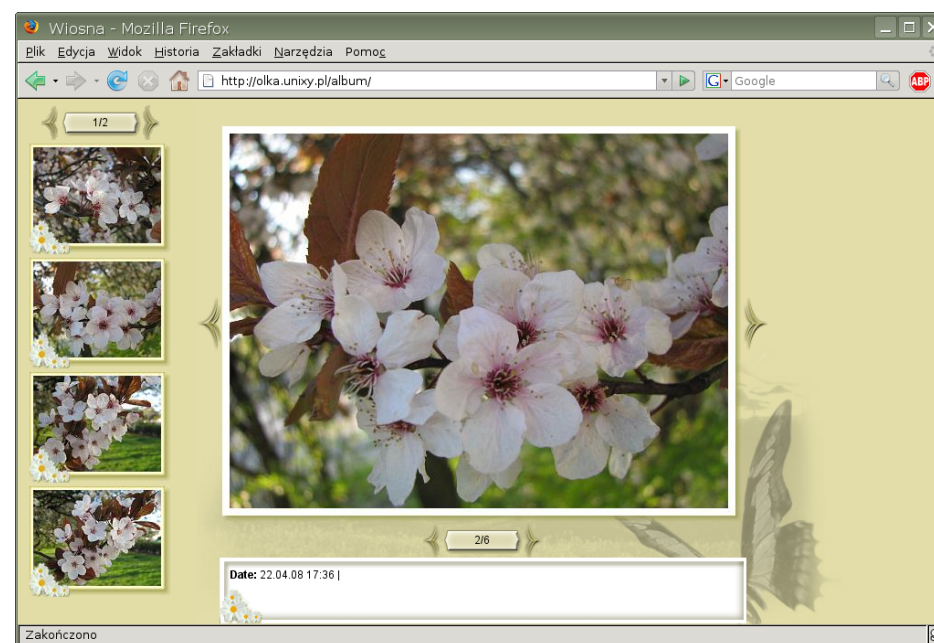 Wiosna - Mozilla Firefox
Plik Edycja Widok Historia Zakładki Narzędzia Pomoc
http://olka.unixy.pl/album/ G Google ABP
1/2
2/6
Date: 22.04.08 17:36 |
Zakończono